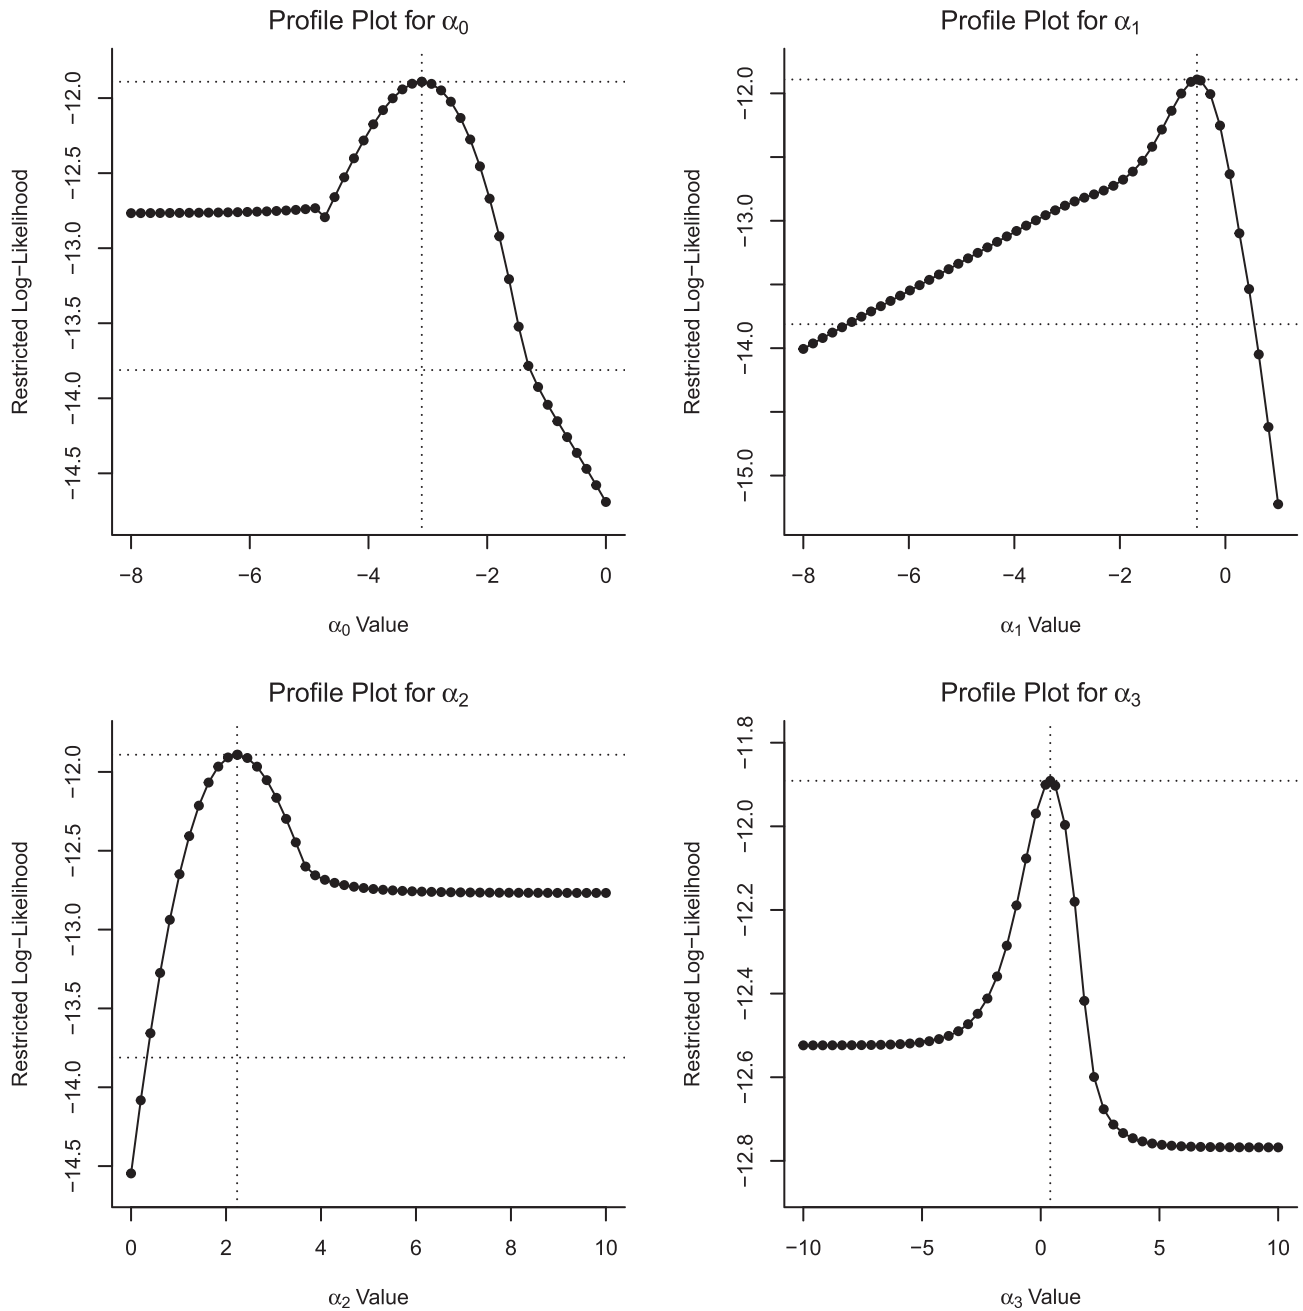 Profile Plot for α0
Restricted Log−Likelihood
−12.0
−12.5
−13.0
−13.5
−14.0
−14.5
−8 −6 −4 −2 0
α0 Value
Profile Plot for α1
Restricted Log−Likelihood
−12.0
−13.0
−14.0
−15.0
−8 −6 −4 −2 0
α1 Value
Profile Plot for α2
Restricted Log−Likelihood
−12.0
−12.5
−13.0
−13.5
−14.0
−14.5
0 2 4 6 8 10
α2 Value
Profile Plot for α3
Restricted Log−Likelihood
−11.8
−12.0
−12.2
−12.4
−12.6
−12.8
−10 −5 0 5 10
α3 Value